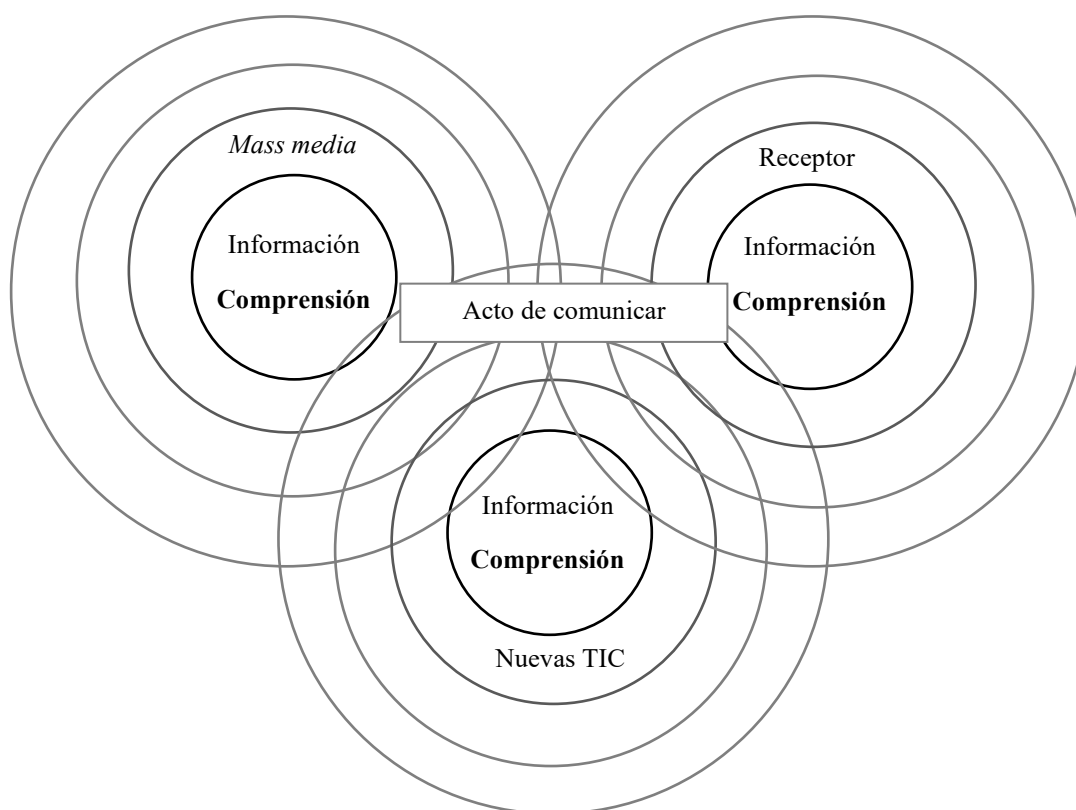 Mass media
Información
Comprensión
Receptor
Información
Comprensión
Acto de comunicar
Información
Comprensión
Nuevas TIC